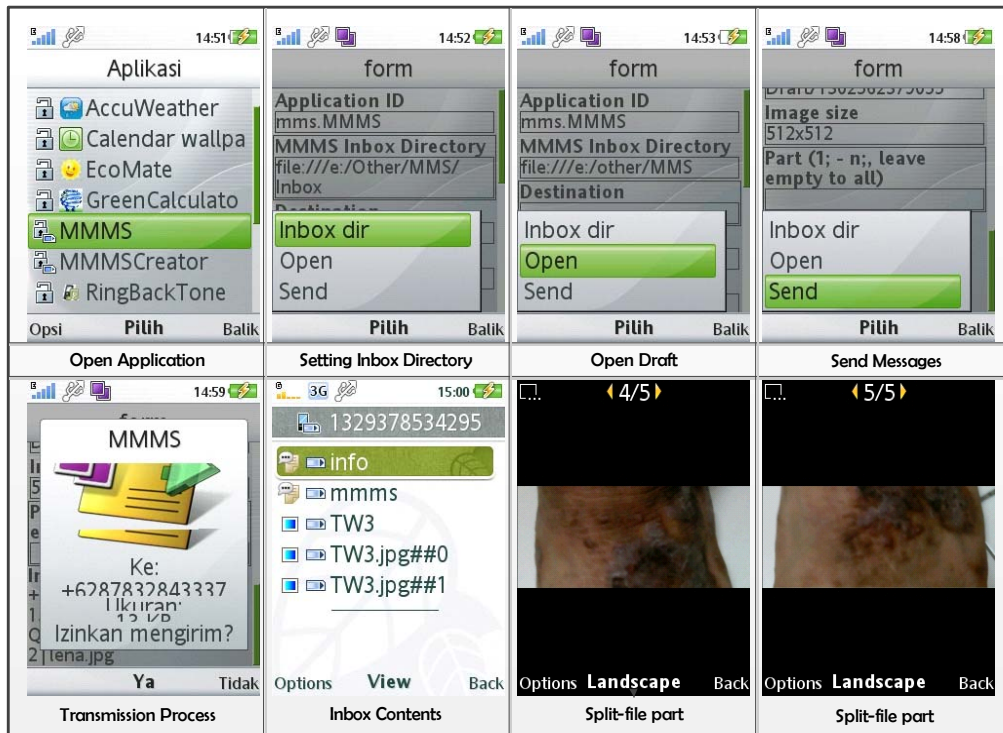 14:51
Aplikasi
AccuWeather
Calendar wallpa
EcoMate
GreenCalculato
MMMS
MMMSCreator
RingBackTone
Opsi Pilih Balik
Open Application
14:52
form
Application ID
mms.MMMS
MMMS Inbox Directory
file:///e:/Other/MMS/
Inbox
Destination
Inbox dir
Open
Send
Pilih Balik
Setting Inbox Directory
14:53
form
Application ID
mms.MMMS
MMMS Inbox Directory
file:///e:/Other/MMS
Destination
Inbox dir
Open
Send
Pilih Balik
Open Draft
14:58
form
Image size
512x512
Part (1; - n;, leave
empty to all)
Inbox dir
Open
Send
Pilih Balik
Send Messages
14:59
MMMS
Ke:
+6287832843337
Ukuran:
13 KB
Izinkan mengirim?
2|lena.jpg
Ya Tidak
Transmission Process
3G 15:00
1329378534295
info
mmms
TW3
TW3.jpg##0
TW3.jpg##1
Options View Back
Inbox Contents
4/5
Options Landscape Back
Split-file part
5/5
Options Landscape Back
Split-file part